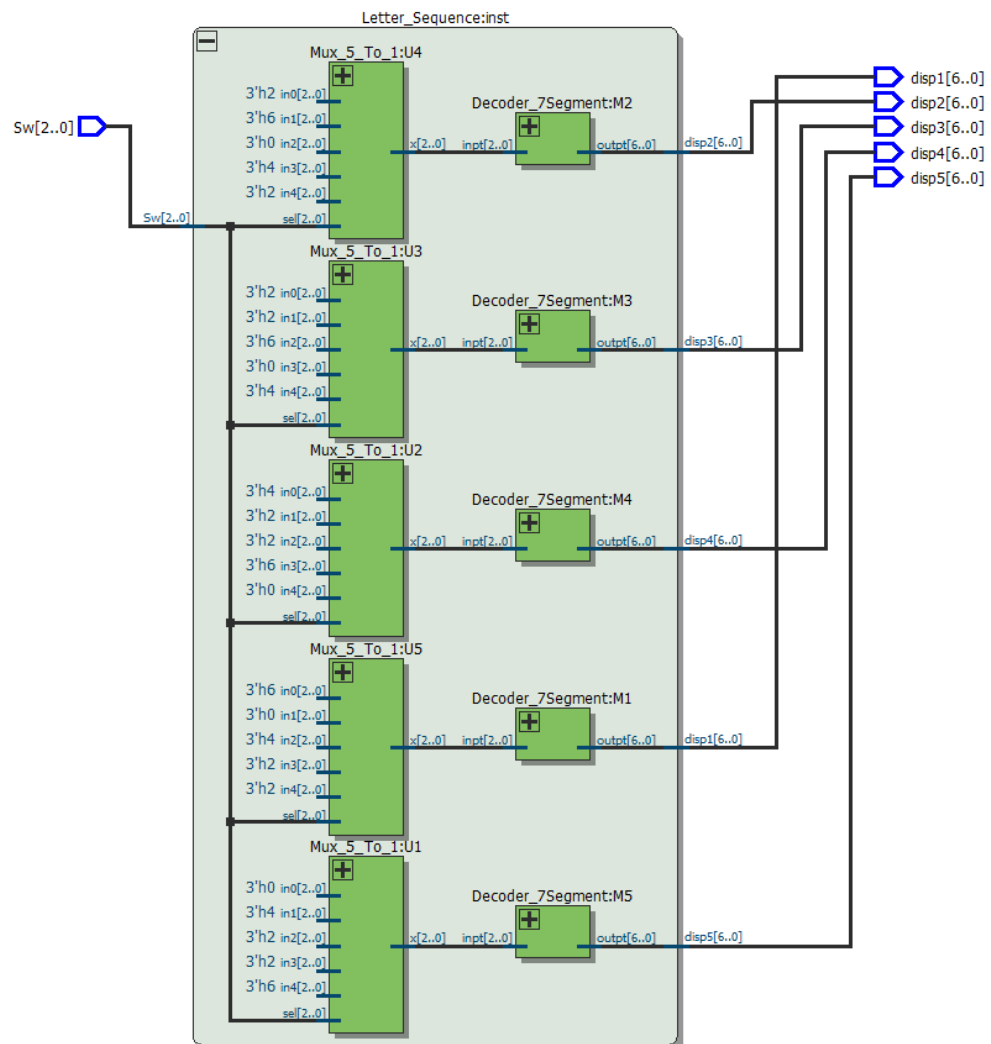 Letter_Sequence:inst
Mux_5_To_1:U4
3'h2 in0[2..0]
3'h6 in1[2..0]
3'h0 in2[2..0]
3'h4 in3[2..0]
3'h2 in4[2..0]
sel[2..0]
x[2..0]
Decoder_7Segment:M2
inpt[2..0]
outpt[6..0]
disp2[6..0]
Sw[2..0]
Sw[2..0]
disp1[6..0]
disp2[6..0]
disp3[6..0]
disp4[6..0]
disp5[6..0]
Mux_5_To_1:U3
3'h2 in0[2..0]
3'h2 in1[2..0]
3'h6 in2[2..0]
3'h0 in3[2..0]
3'h4 in4[2..0]
sel[2..0]
x[2..0]
Decoder_7Segment:M3
inpt[2..0]
outpt[6..0]
disp3[6..0]
Mux_5_To_1:U2
3'h4 in0[2..0]
3'h2 in1[2..0]
3'h2 in2[2..0]
3'h6 in3[2..0]
3'h0 in4[2..0]
sel[2..0]
x[2..0]
Decoder_7Segment:M4
inpt[2..0]
outpt[6..0]
disp4[6..0]
Mux_5_To_1:U5
3'h6 in0[2..0]
3'h0 in1[2..0]
3'h4 in2[2..0]
3'h2 in3[2..0]
3'h2 in4[2..0]
sel[2..0]
x[2..0]
Decoder_7Segment:M1
inpt[2..0]
outpt[6..0]
disp1[6..0]
Mux_5_To_1:U1
3'h0 in0[2..0]
3'h4 in1[2..0]
3'h2 in2[2..0]
3'h2 in3[2..0]
3'h6 in4[2..0]
sel[2..0]
x[2..0]
Decoder_7Segment:M5
inpt[2..0]
outpt[6..0]
disp5[6..0]